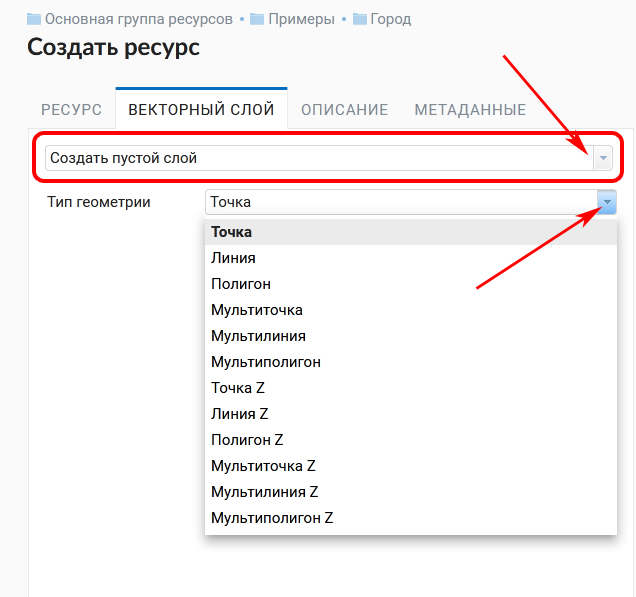 Основная группа ресурсов • Примеры • Город
Создать ресурс
РЕСУРС ВЕКТОРНЫЙ СЛОЙ ОПИСАНИЕ МЕТАДАННЫЕ
Создать пустой слой
Тип геометрии Точка
Точка
Линия
Полигон
Мультиточка
Мультилиния
Мультиполигон
Точка Z
Линия Z
Полигон Z
Мультиточка Z
Мультилиния Z
Мультиполигон Z